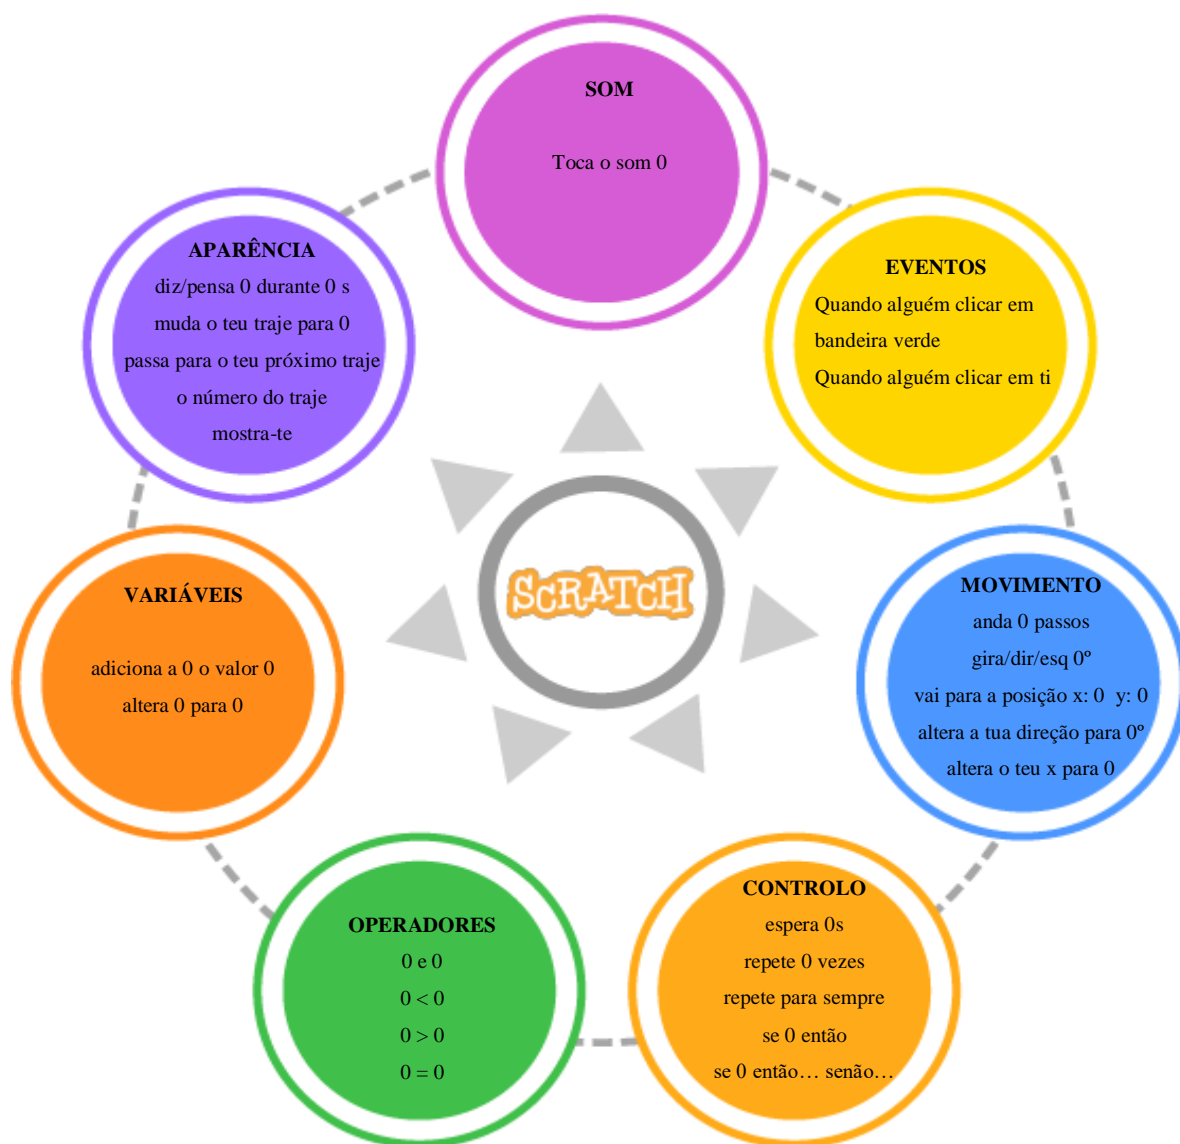 SOM
Toca o som 0
EVENTOS
Quando alguém clicar em
bandeira verde
Quando alguém clicar em ti
MOVIMENTO
anda 0 passos
gira/dir/esq 0º
vai para a posição x: 0  y: 0
altera a tua direção para 0º
altera o teu x para 0
CONTROLO
espera 0s
repete 0 vezes
repete para sempre
se 0 então
se 0 então… senão…
OPERADORES
0 e 0
0 < 0
0 > 0
0 = 0
VARIÁVEIS
adiciona a 0 o valor 0
altera 0 para 0
APARÊNCIA
diz/pensa 0 durante 0 s
muda o teu traje para 0
passa para o teu próximo traje
o número do traje
mostra-te
SCRATCH